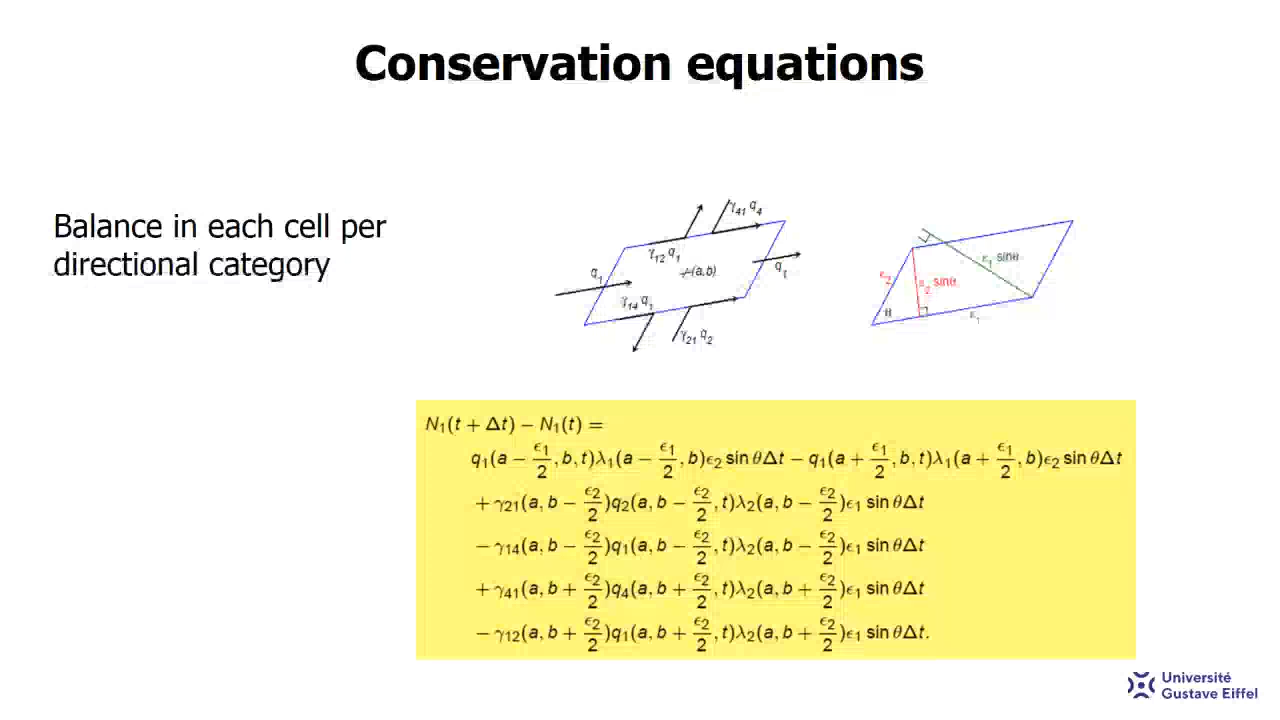 Conservation equations
Balance in each cell per
directional category
γ₄₁ q₄
γ₁₂ q₁
(a,b)
q₁
q₁
γ₁₄ q₁
γ₂₁ q₂
ε₁ sinθ
ε₂
ε₂ sinθ
θ
ε₁
N₁(t + Δt) − N₁(t) =
q₁(a − ϵ₁/2, b, t)λ₁(a − ϵ₁/2, b)ϵ₂ sin θΔt − q₁(a + ϵ₁/2, b, t)λ₁(a + ϵ₁/2, b)ϵ₂ sin θΔt
+γ₂₁(a, b − ϵ₂/2)q₂(a, b − ϵ₂/2, t)λ₂(a, b − ϵ₂/2)ϵ₁ sin θΔt
−γ₁₄(a, b − ϵ₂/2)q₁(a, b − ϵ₂/2, t)λ₂(a, b − ϵ₂/2)ϵ₁ sin θΔt
+γ₄₁(a, b + ϵ₂/2)q₄(a, b + ϵ₂/2, t)λ₂(a, b + ϵ₂/2)ϵ₁ sin θΔt
−γ₁₂(a, b + ϵ₂/2)q₁(a, b + ϵ₂/2, t)λ₂(a, b + ϵ₂/2)ϵ₁ sin θΔt.
Université
Gustave Eiffel